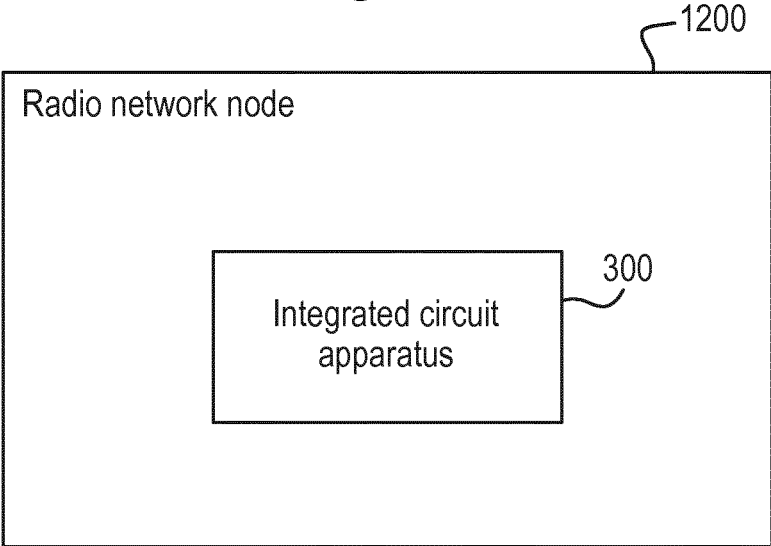 1200
Radio network node
300
Integrated circuit
apparatus